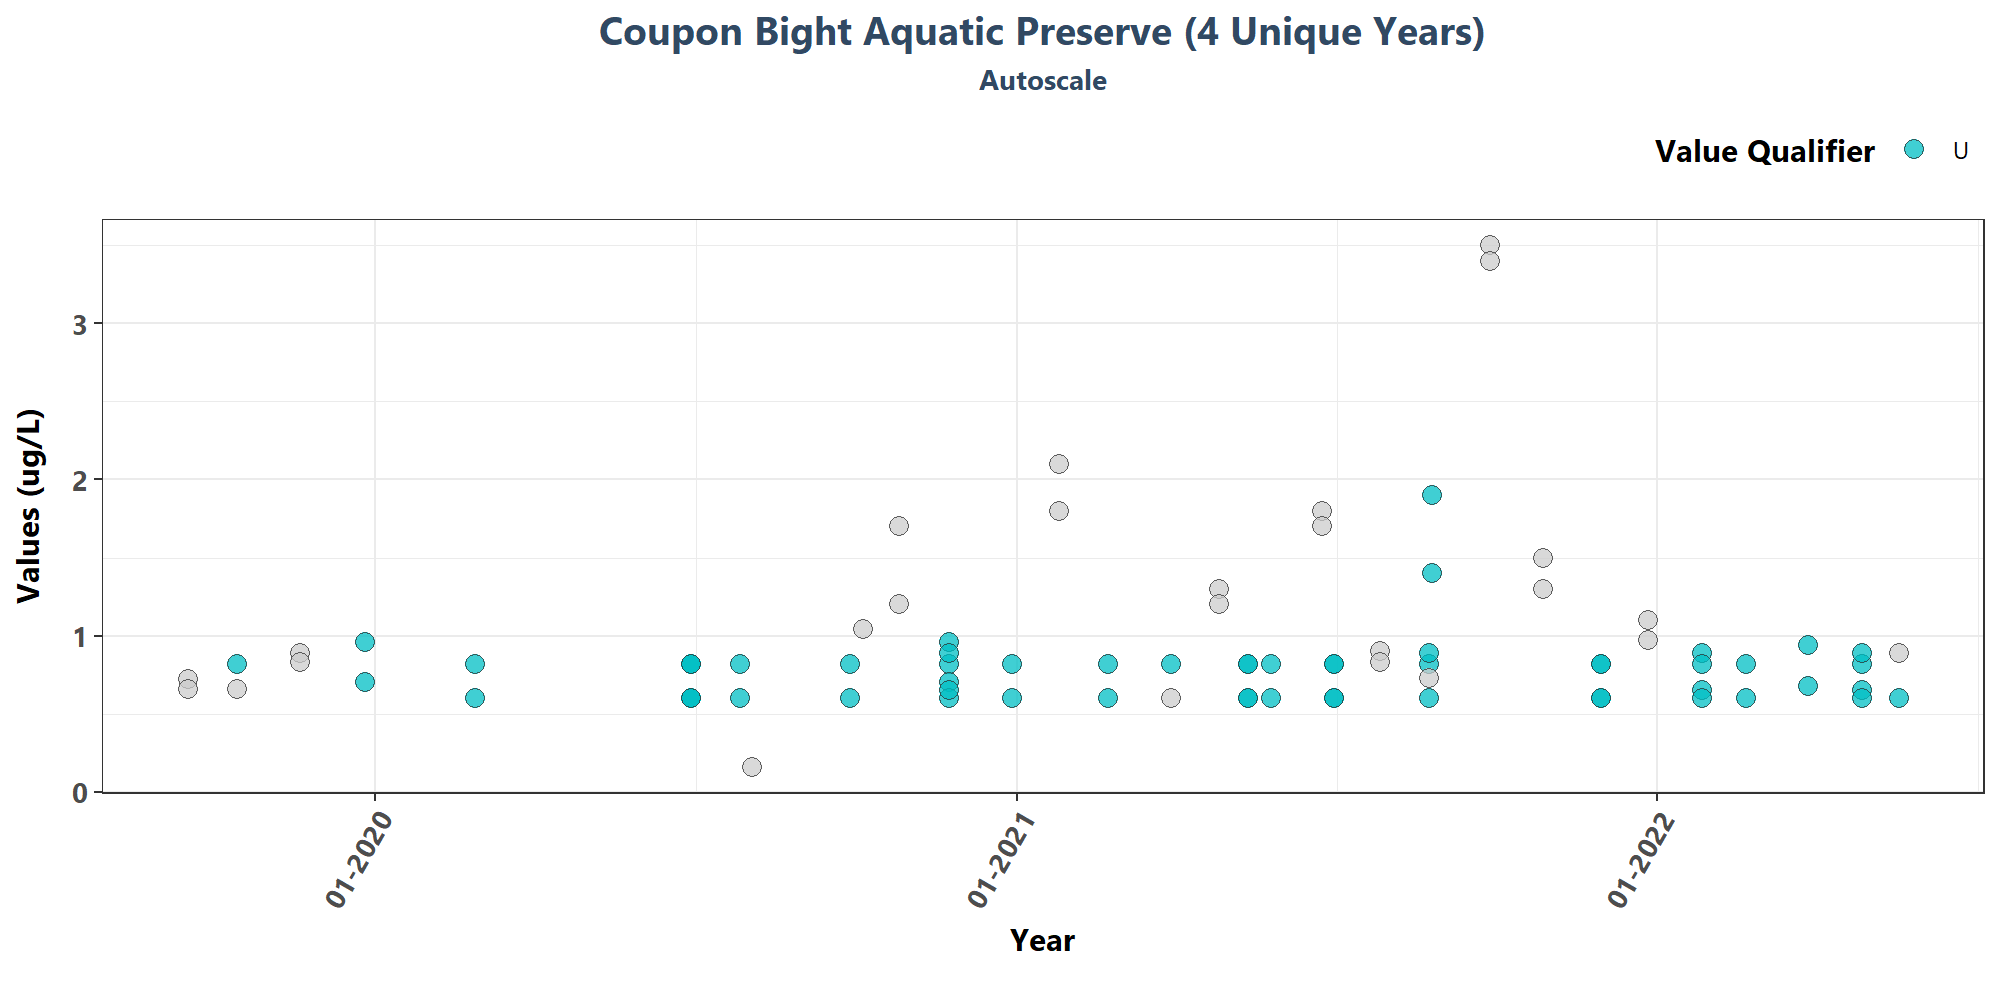 Coupon Bight Aquatic Preserve (4 Unique Years)
Autoscale
Value Qualifier U
Values (ug/L)
3
2
1
0
01-2020
01-2021
01-2022
Year